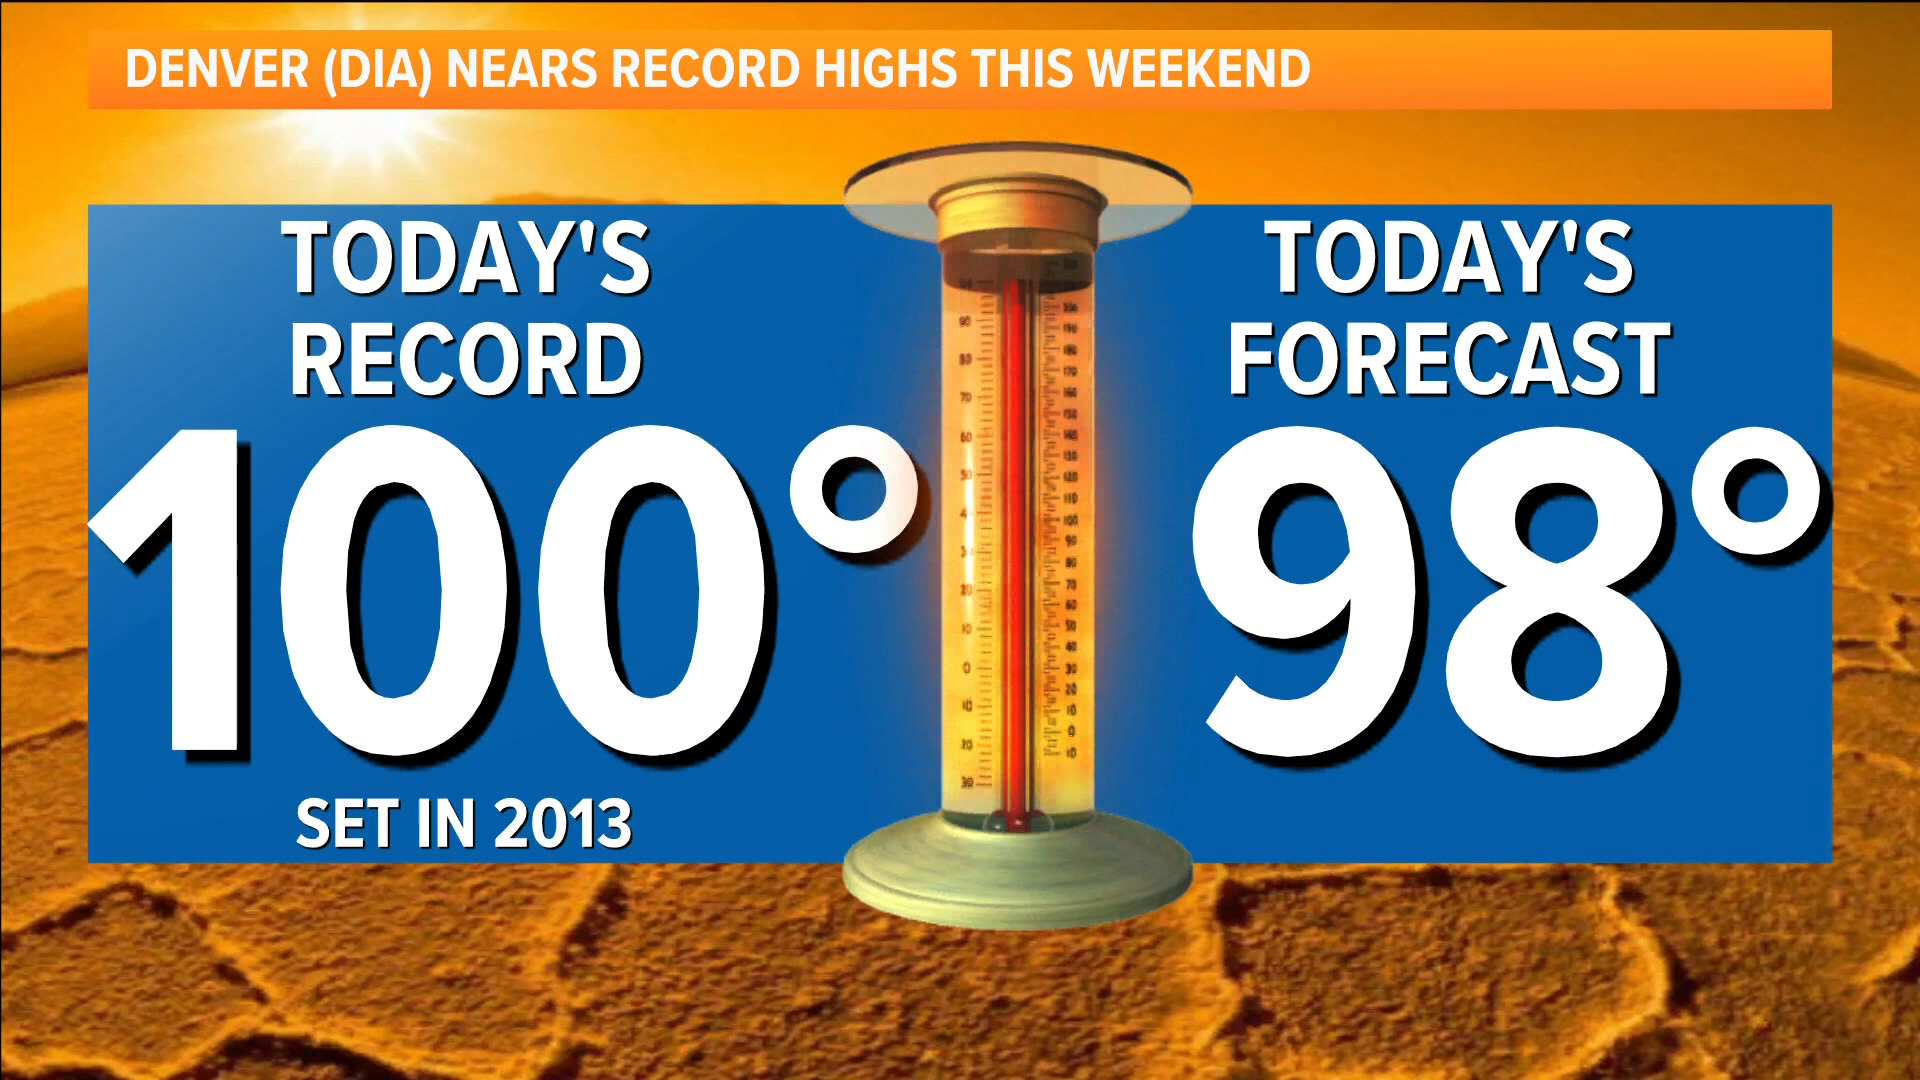 DENVER (DIA) NEARS RECORD HIGHS THIS WEEKEND
TODAY'S
RECORD
100°
SET IN 2013
TODAY'S
FORECAST
98°